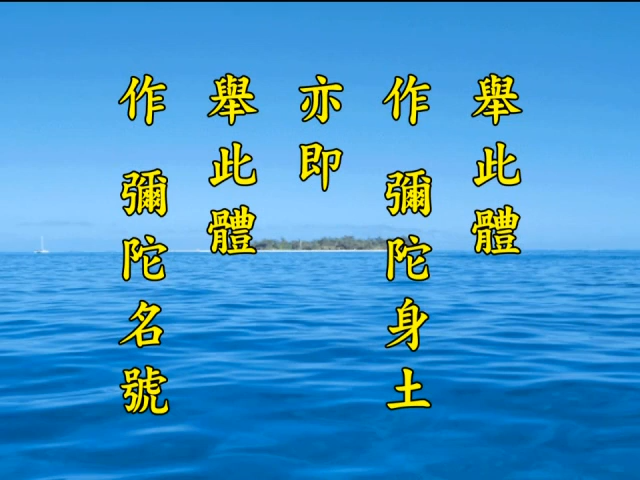 舉此體
作 彌陀身土
亦即
舉此體
作 彌陀名號